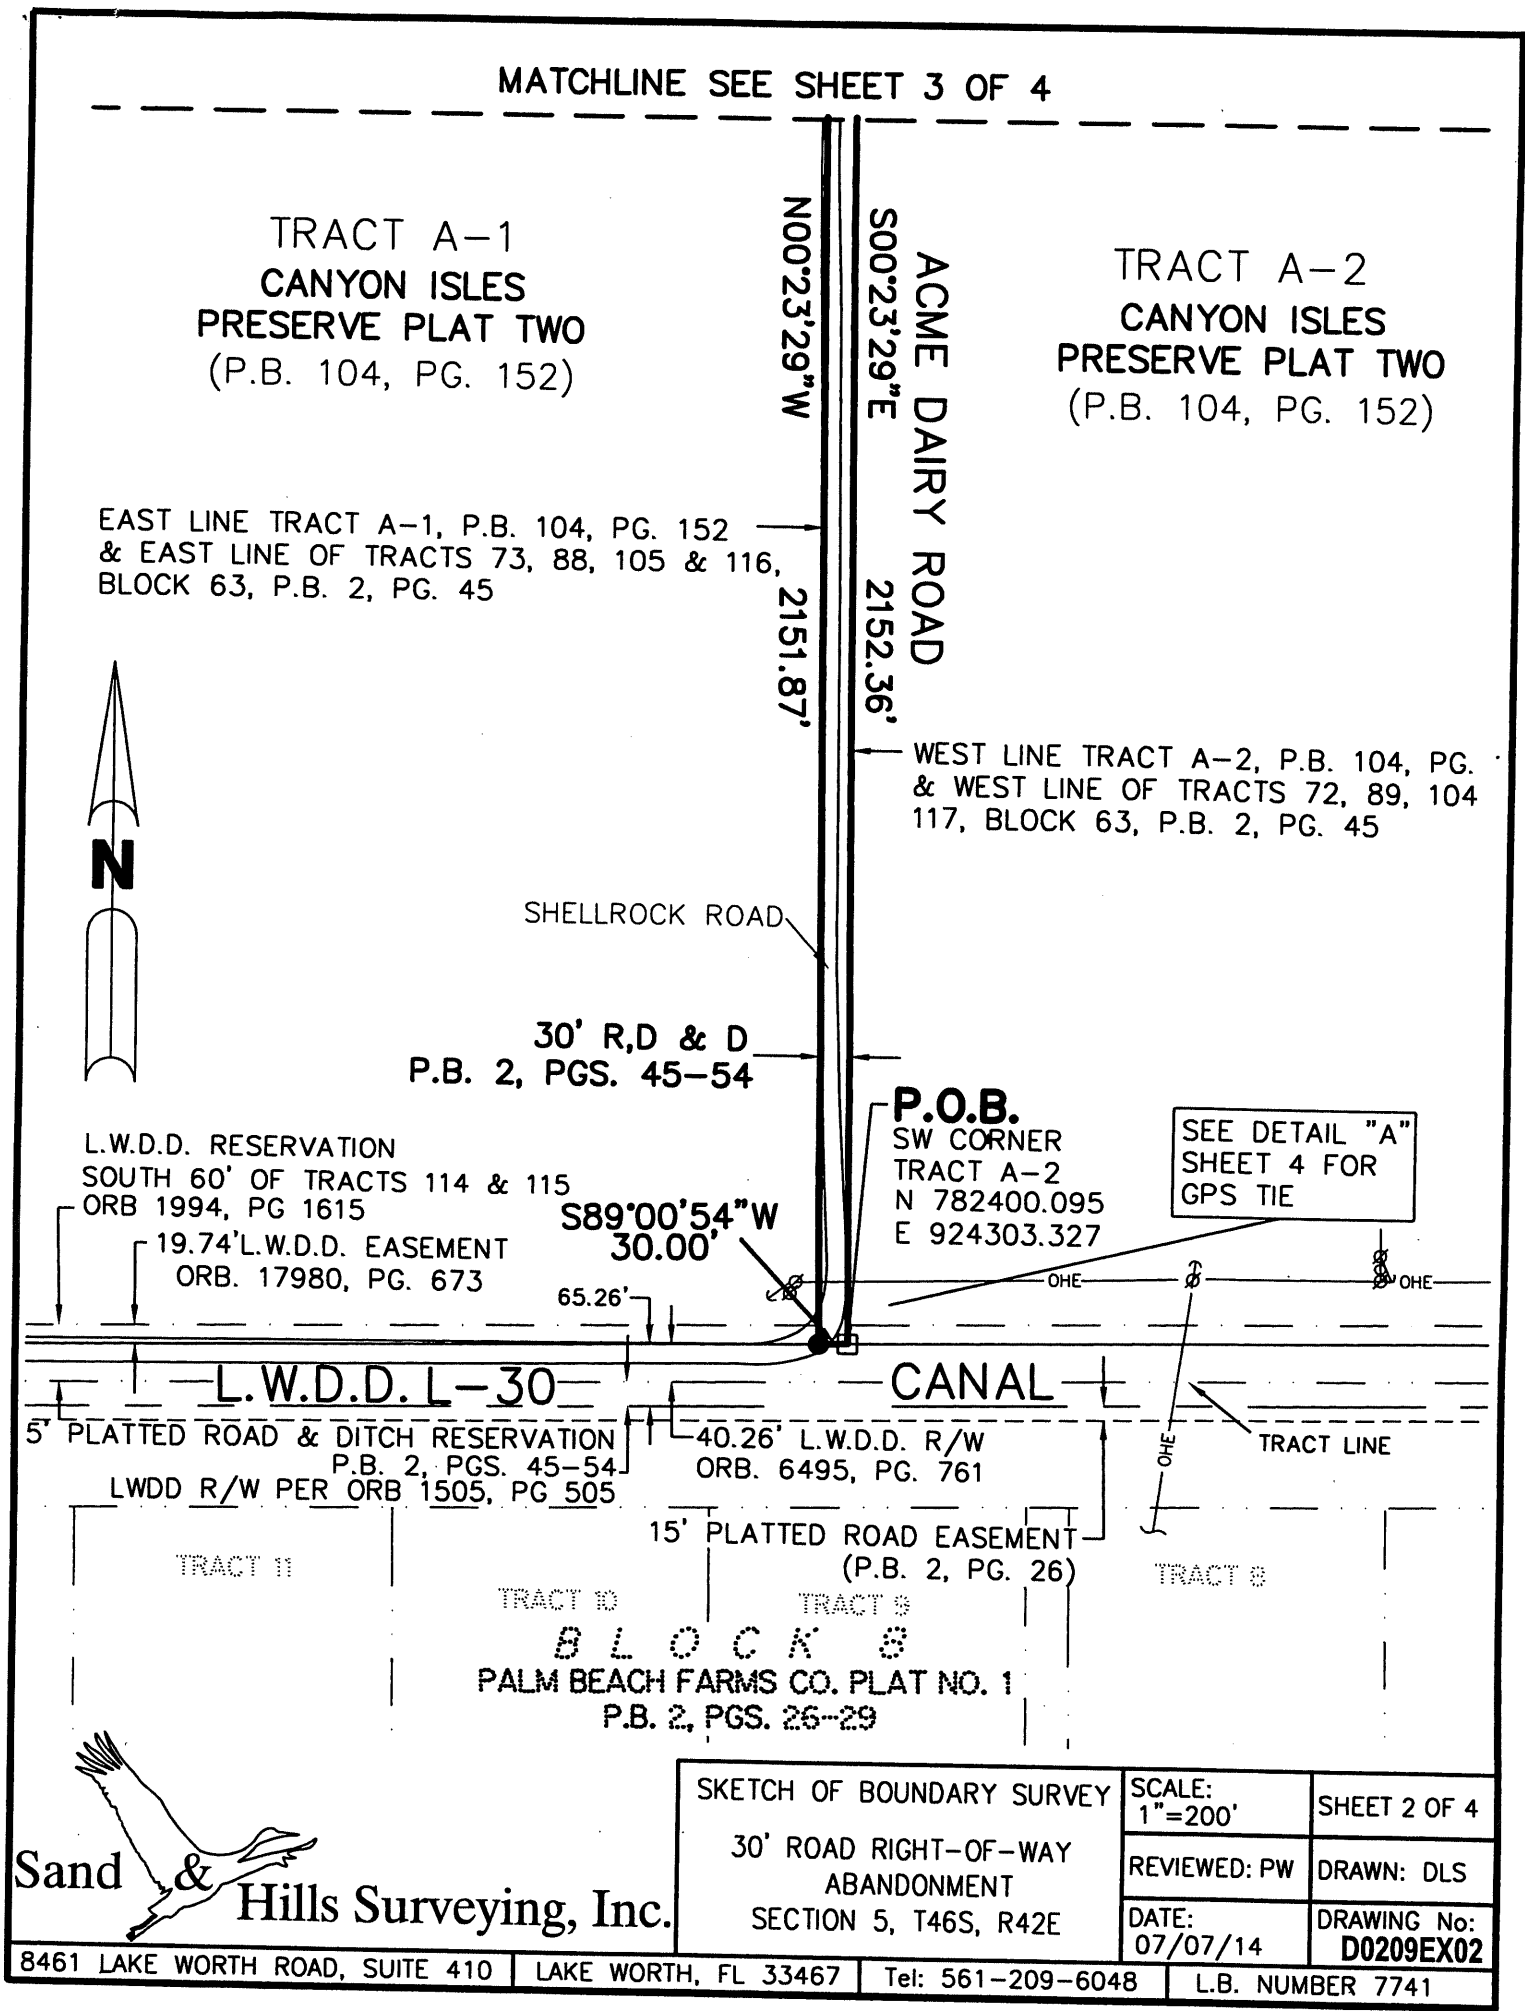 MATCHLINE SEE SHEET 3 OF 4
TRACT A-1
CANYON ISLES
PRESERVE PLAT TWO
(P.B. 104, PG. 152)
N00°23'29"W
2151.87'
S00°23'29"E
2152.36'
ACME DAIRY ROAD
TRACT A-2
CANYON ISLES
PRESERVE PLAT TWO
(P.B. 104, PG. 152)
EAST LINE TRACT A-1, P.B. 104, PG. 152
& EAST LINE OF TRACTS 73, 88, 105 & 116,
BLOCK 63, P.B. 2, PG. 45
WEST LINE TRACT A-2, P.B. 104, PG.
& WEST LINE OF TRACTS 72, 89, 104
117, BLOCK 63, P.B. 2, PG. 45
N
SHELLROCK ROAD
30' R,D & D
P.B. 2, PGS. 45-54
P.O.B.
SW CORNER
TRACT A-2
N 782400.095
E 924303.327
SEE DETAIL "A"
SHEET 4 FOR
GPS TIE
L.W.D.D. RESERVATION
SOUTH 60' OF TRACTS 114 & 115
ORB 1994, PG 1615
S89°00'54"W
30.00'
19.74'L.W.D.D. EASEMENT
ORB. 17980, PG. 673
65.26'
OHE
OHE
L.W.D.D. L-30
CANAL
5' PLATTED ROAD & DITCH RESERVATION
P.B. 2, PGS. 45-54
LWDD R/W PER ORB 1505, PG 505
40.26' L.W.D.D. R/W
ORB. 6495, PG. 761
OHE
TRACT LINE
15' PLATTED ROAD EASEMENT
(P.B. 2, PG. 26)
TRACT 11
TRACT 10
TRACT 9
TRACT 8
BLOCK 8
PALM BEACH FARMS CO. PLAT NO. 1
P.B. 2, PGS. 26-29
Sand & Hills Surveying, Inc.
SKETCH OF BOUNDARY SURVEY
30' ROAD RIGHT-OF-WAY
ABANDONMENT
SECTION 5, T46S, R42E
SCALE:
1"=200'
SHEET 2 OF 4
REVIEWED: PW
DRAWN: DLS
DATE:
07/07/14
DRAWING No:
D0209EX02
8461 LAKE WORTH ROAD, SUITE 410
LAKE WORTH, FL 33467
Tel: 561-209-6048
L.B. NUMBER 7741